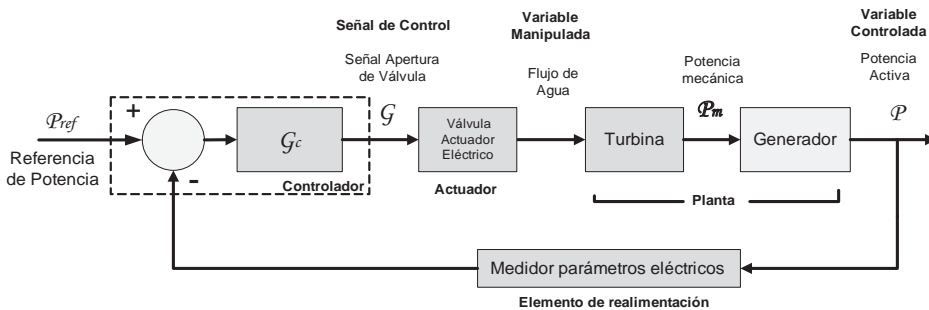 Señal de Control
Variable
Manipulada
Variable
Controlada
Señal Apertura
de Válvula
Flujo de
Agua
Potencia
mecánica
Potencia
Activa
Pref
Referencia
de Potencia
+
-
Gc
Controlador
G
Válvula
Actuador
Eléctrico
Actuador
Turbina
Pm
Generador
P
Planta
Medidor parámetros eléctricos
Elemento de realimentación